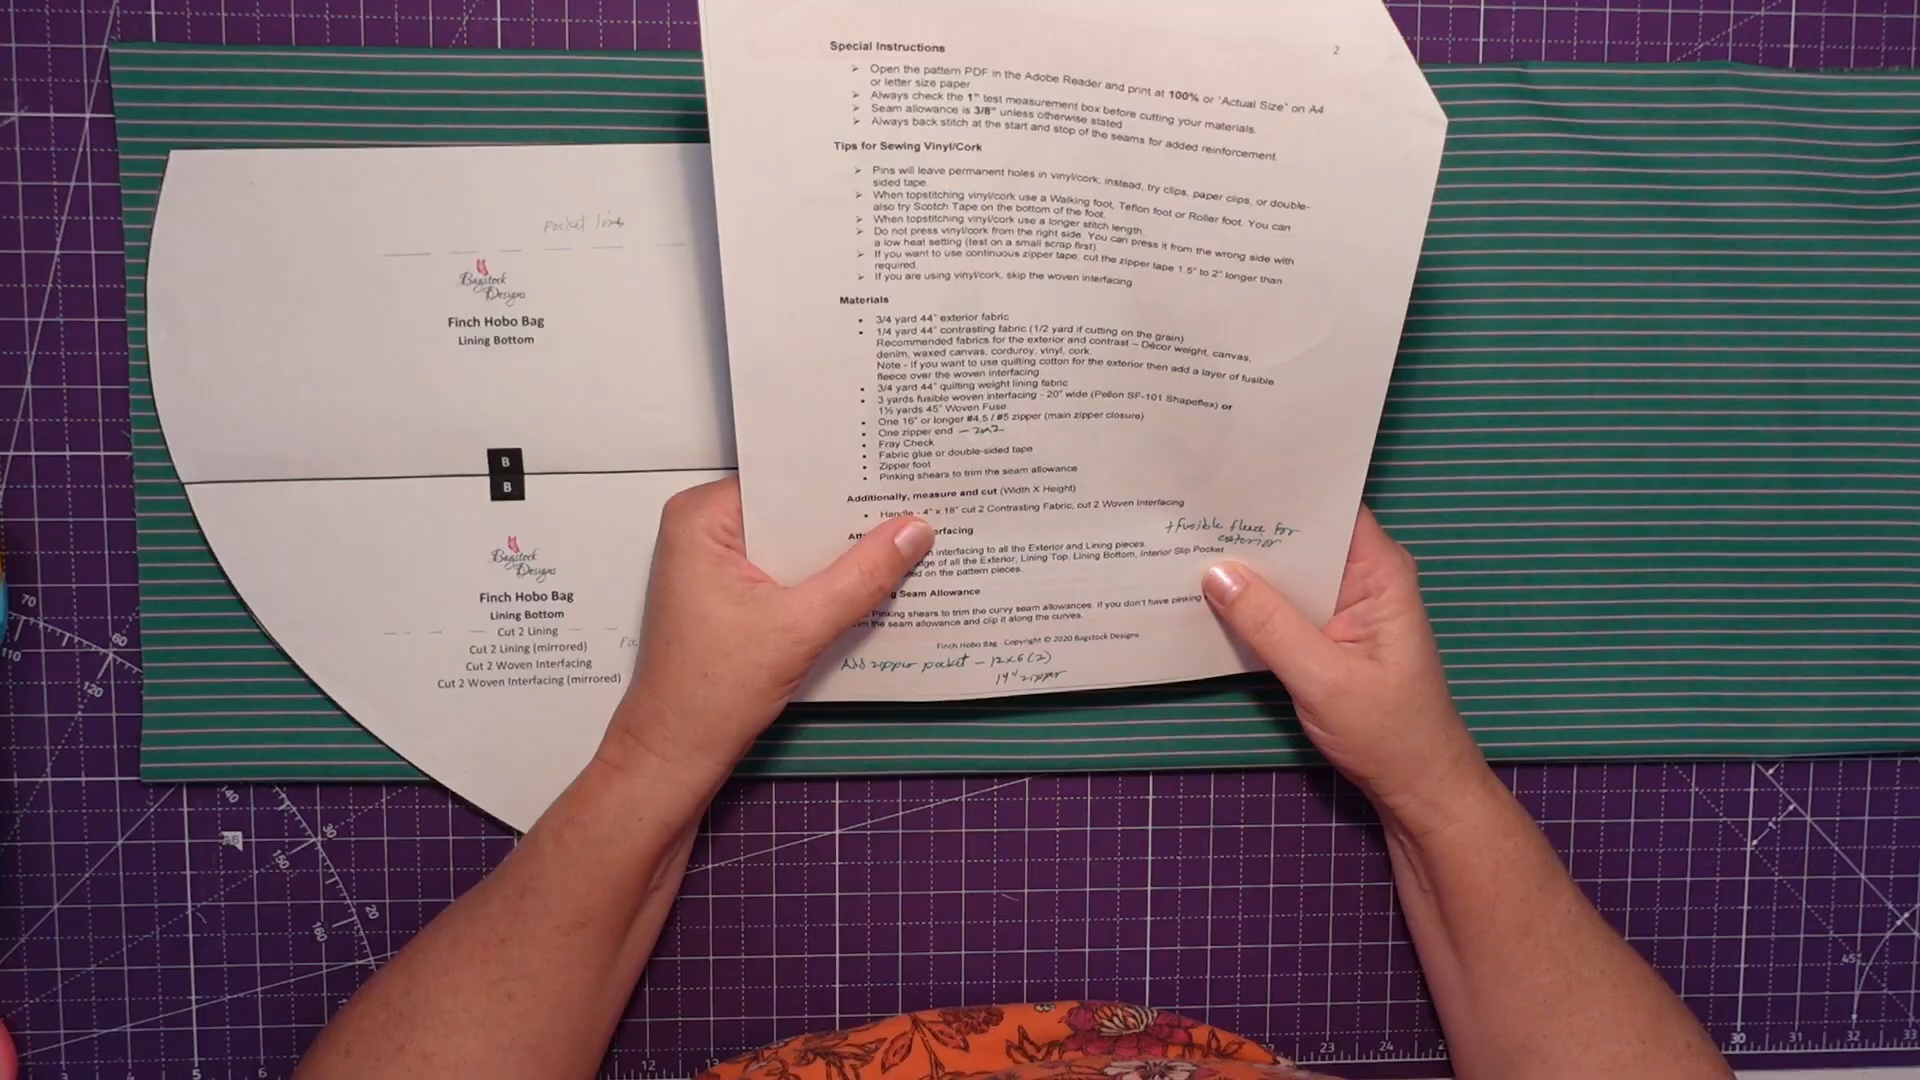 Special Instructions
2
Open the pattern PDF in the Adobe Reader and print at 100% or "Actual Size" on A4
or letter size paper
Always check the 1" test measurement box before cutting your materials.
Seam allowance is 3/8" unless otherwise stated
Always back stitch at the start and stop of the seams for added reinforcement.
Tips for Sewing Vinyl/Cork
Pins will leave permanent holes in vinyl/cork; instead, try clips, paper clips, or double-
sided tape.
When topstitching vinyl/cork use a Walking foot, Teflon foot or Roller foot. You can
also try Scotch Tape on the bottom of the foot.
When topstitching vinyl/cork use a longer stitch length.
Do not press vinyl/cork from the right side. You can press it from the wrong side with
a low heat setting (test on a small scrap first)
If you want to use continuous zipper tape, cut the zipper tape 1.5" to 2" longer than
required.
If you are using vinyl/cork, skip the woven interfacing
Materials
3/4 yard 44" exterior fabric
1/4 yard 44" contrasting fabric (1/2 yard if cutting on the grain)
Recommended fabrics for the exterior and contrast – Décor weight, canvas,
denim, waxed canvas, corduroy, vinyl, cork.
Note - If you want to use quilting cotton for the exterior then add a layer of fusible
fleece over the woven interfacing
3/4 yard 44" quilting weight lining fabric
3 yards fusible woven interfacing - 20" wide (Pellon SF-101 Shapeflex) or
1½ yards 45" Woven Fuse
One 16" or longer #4.5 / #5 zipper (main zipper closure)
One zipper end –
Fray Check
Fabric glue or double-sided tape
Zipper foot
Pinking shears to trim the seam allowance
Additionally, measure and cut (Width X Height)
Handle - 4" x 18" cut 2 Contrasting Fabric, cut 2 Woven Interfacing
+ fusible fleece for
exterior
interfacing to all the Exterior and Lining pieces.
of all the Exterior, Lining Top, Lining Bottom, Interior Slip Pocket
on the pattern pieces.
Seam Allowance
Pinking shears to trim the curvy seam allowances. If you don't have pinking
the seam allowance and clip it along the curves.
Finch Hobo Bag - Copyright © 2020 Bagstock Designs
Add zipper pocket – 12x6 (2)
14" zipper
pocket line
Bagstock
Designs
Finch Hobo Bag
Lining Bottom
B
B
Bagstock
Designs
Finch Hobo Bag
Lining Bottom
Cut 2 Lining
Cut 2 Lining (mirrored)
Cut 2 Woven Interfacing
Cut 2 Woven Interfacing (mirrored)
70
60
110
120
140
30
150
20
160
45°
5
6
12
23
24
30
32
33